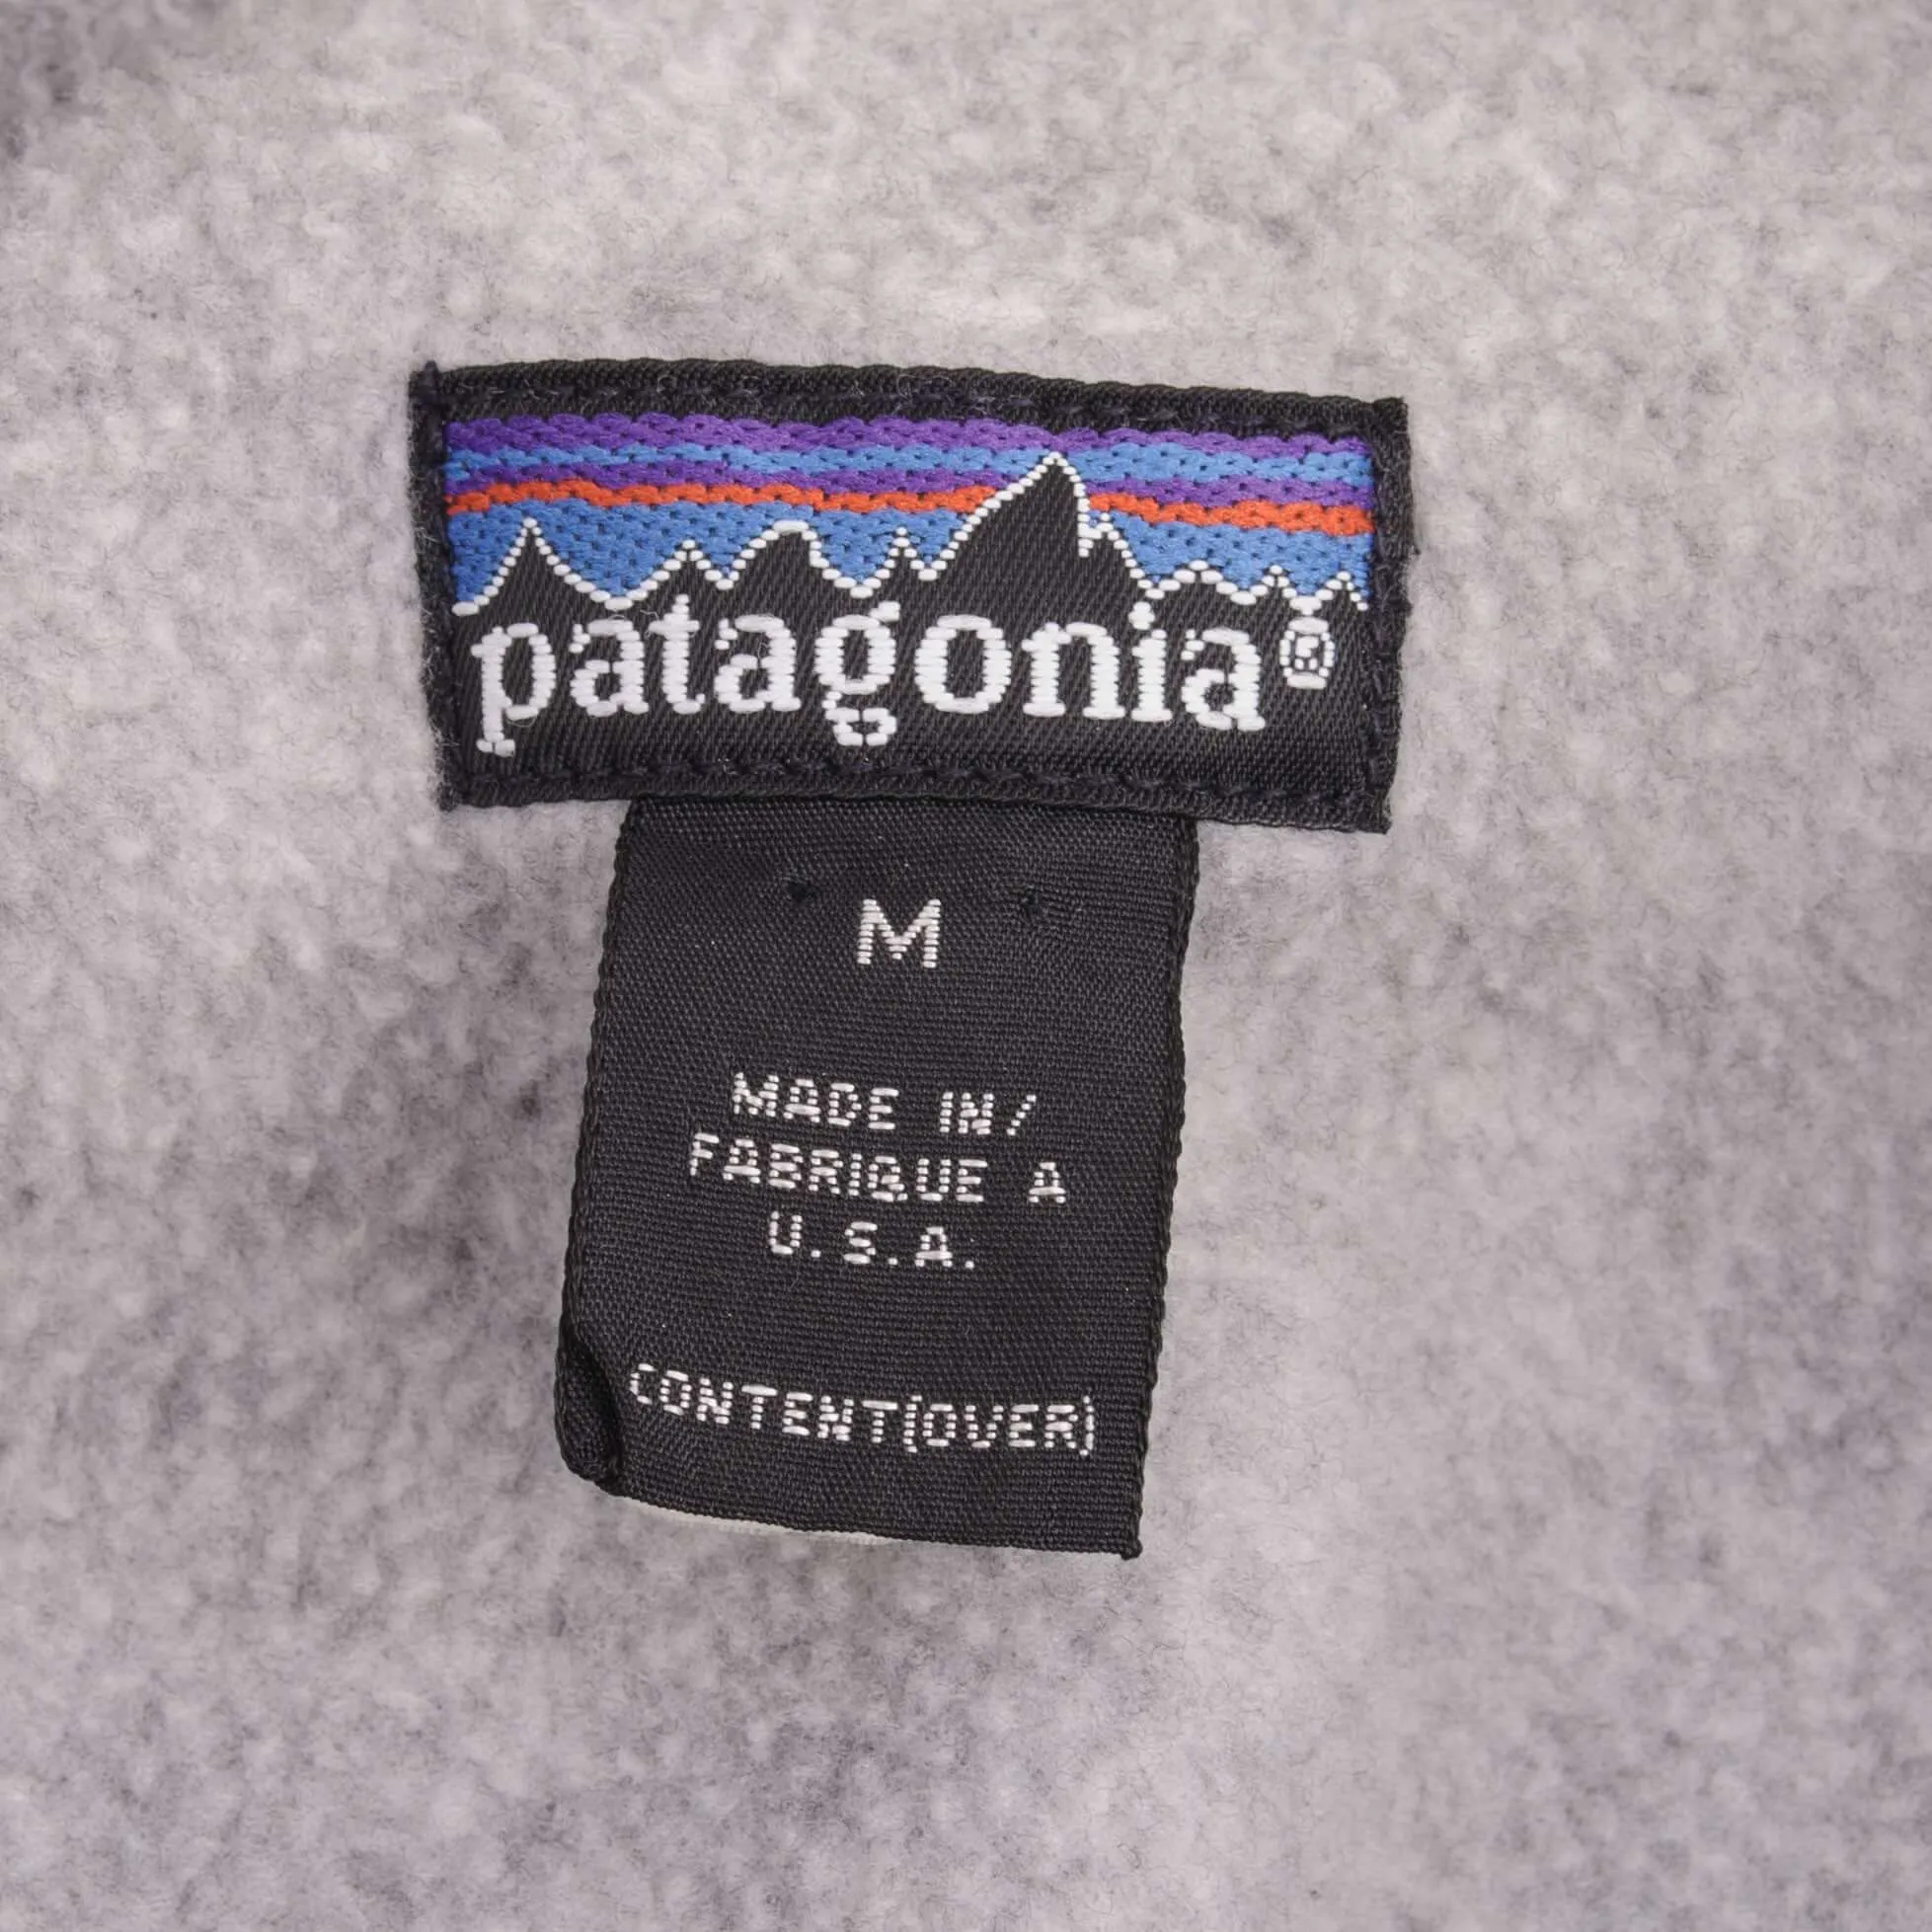 patagonia®
M
MADE IN/
FABRIQUE A
U.S.A.
CONTENT(OVER)